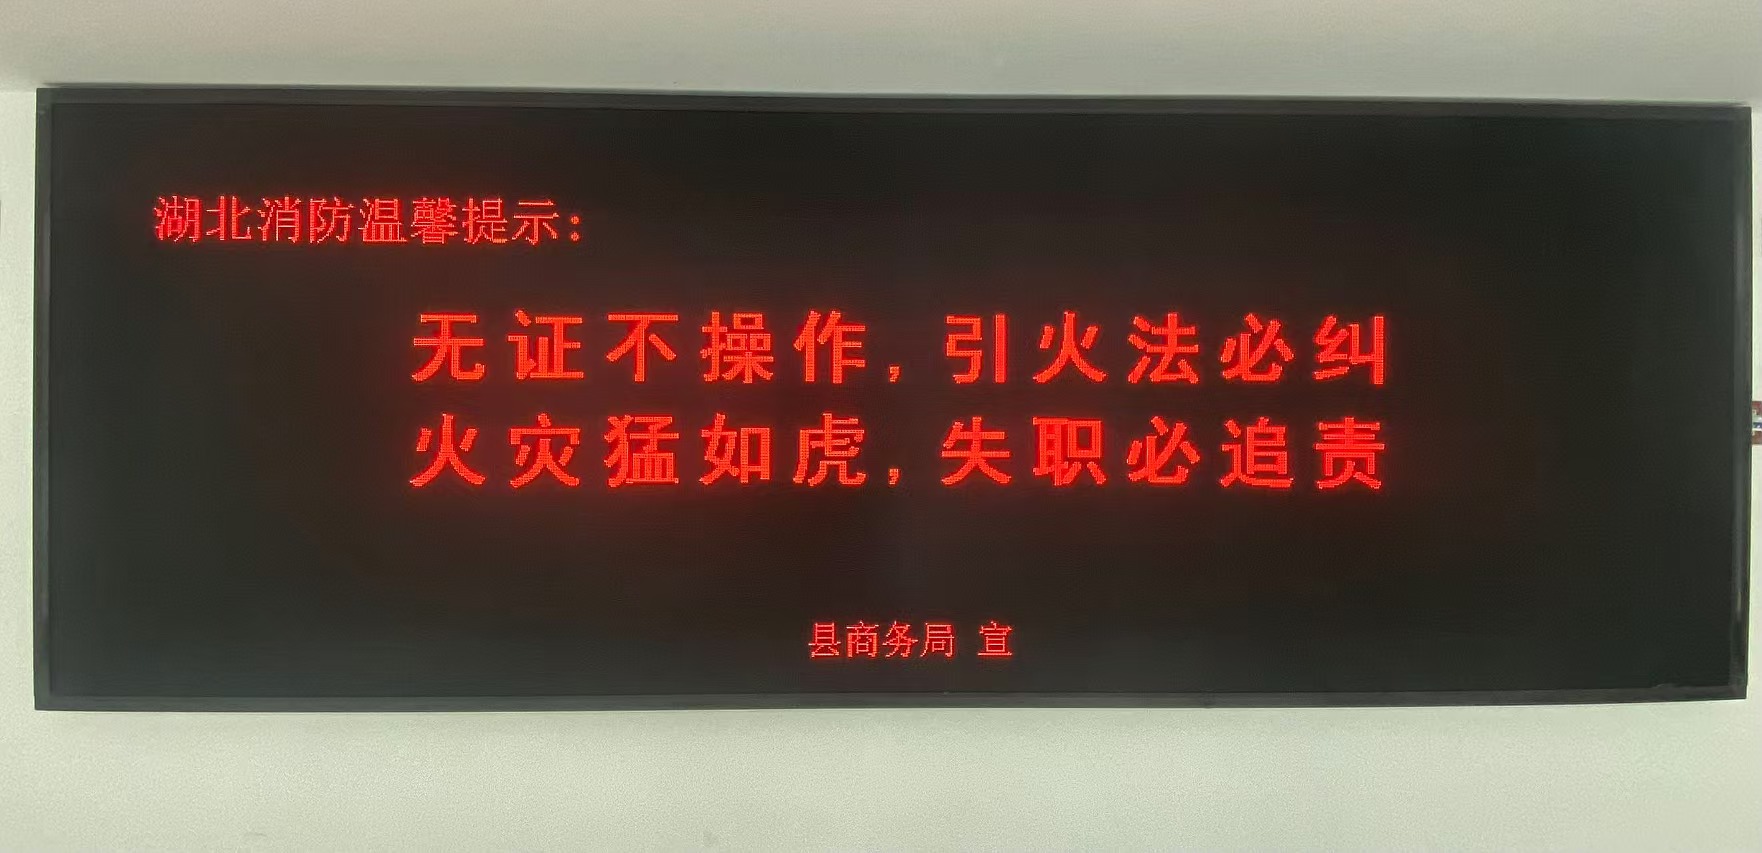 湖北消防温馨提示：
无证不操作，引火法必纠
火灾猛如虎，失职必追责
县商务局 宣